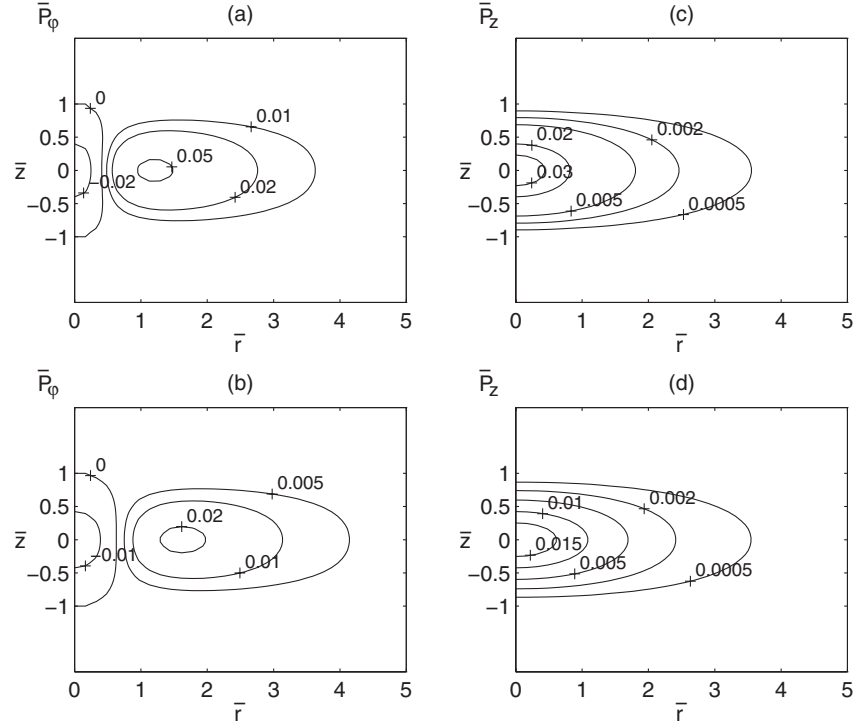 P̅φ (a) P̅z (c)
1 0 0.01
0.5 0.05
z̅ 0 −0.02
−0.5 0.02
−1
0 1 2 3 4 5
r̅
1 0.02 0.002
0.5
z̅ 0 0.03
−0.5 0.005 0.0005
−1
0 1 2 3 4 5
r̅
P̅φ (b) P̅z (d)
1 0 0.005
0.5 0.02
z̅ 0 −0.01
−0.5 0.01
−1
0 1 2 3 4 5
r̅
1 0.01 0.002
0.5
z̅ 0 0.015
−0.5 0.005 0.0005
−1
0 1 2 3 4 5
r̅